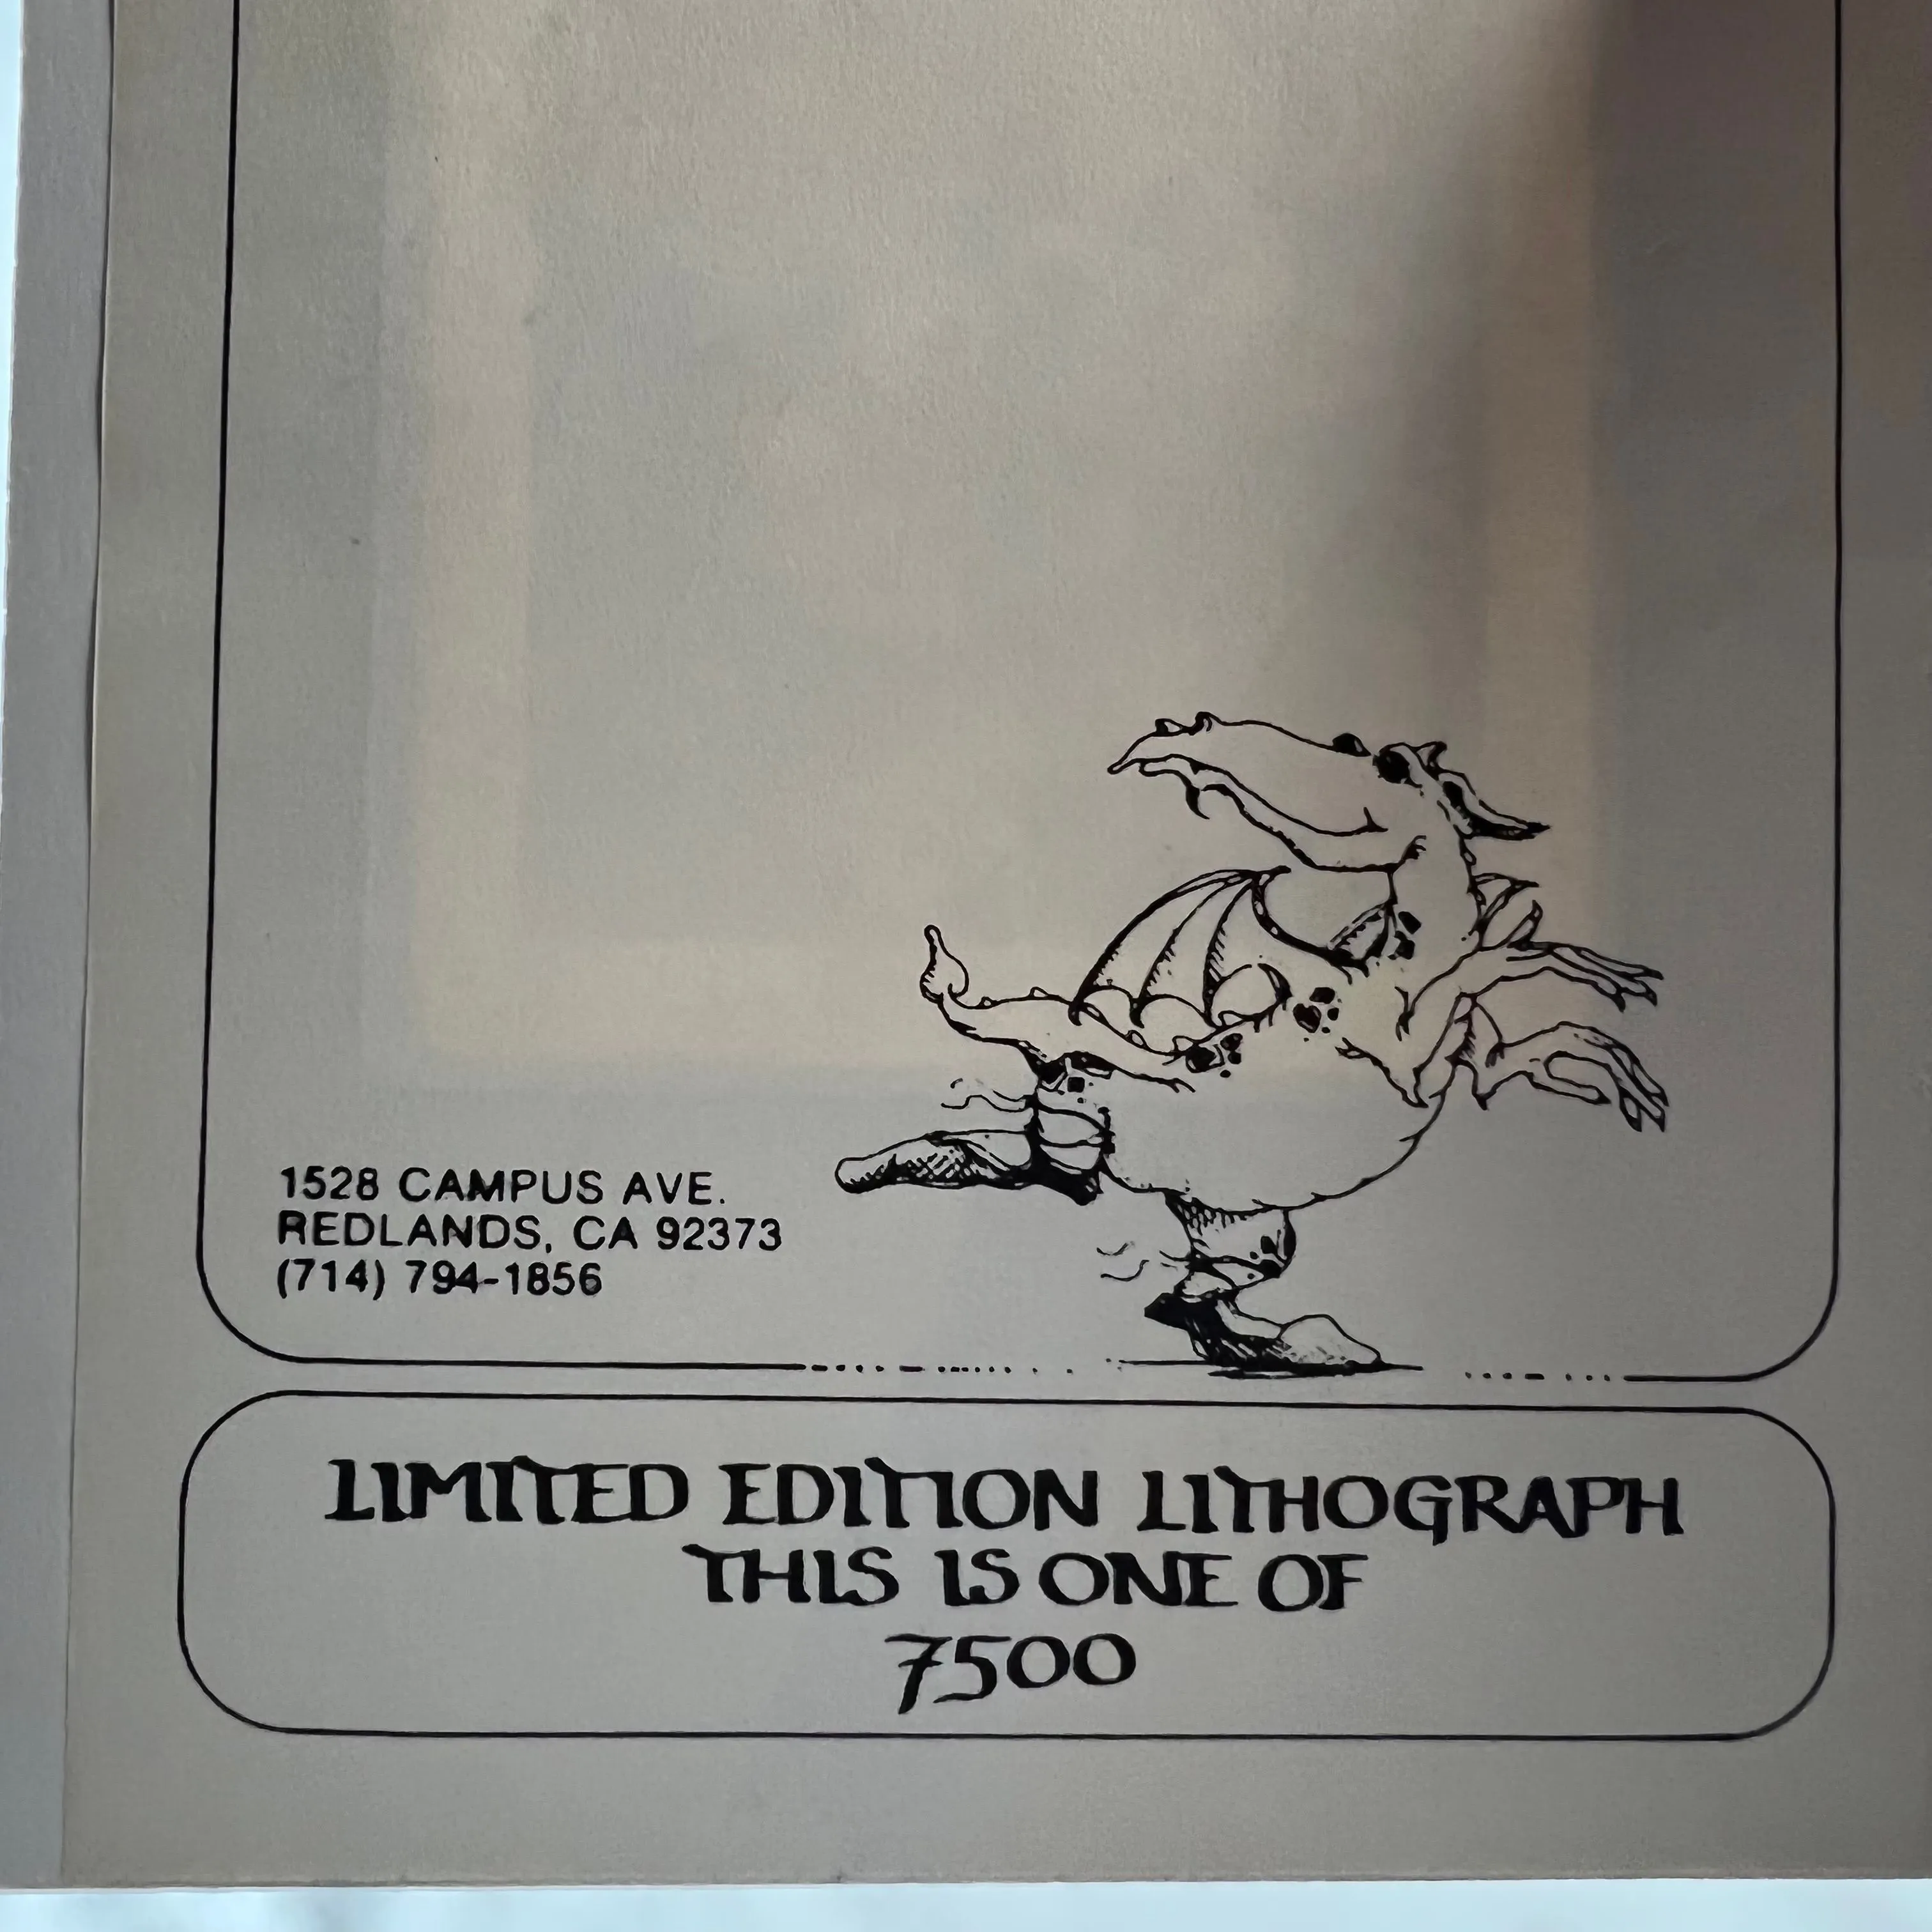 1528 CAMPUS AVE.
REDLANDS, CA 92373
(714) 794-1856
LIMITED EDITION LITHOGRAPH
THIS IS ONE OF
7500